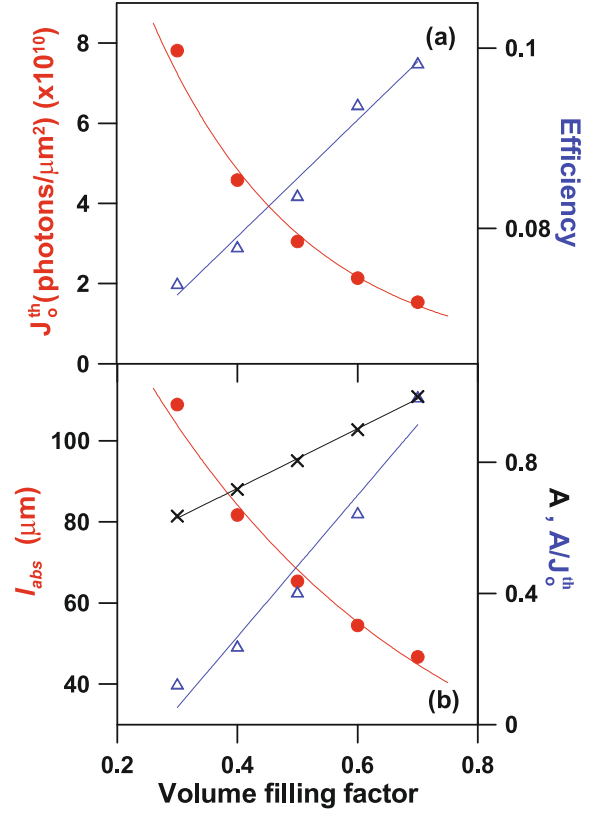 (a)
8
6
4
2
0
J_o^th (photons/μm²) (x10^10)
0.1
0.08
Efficiency
(b)
100
80
60
40
l_abs (μm)
0.8
0.4
0
A , A/J_o^th
0.2 0.4 0.6 0.8
Volume filling factor